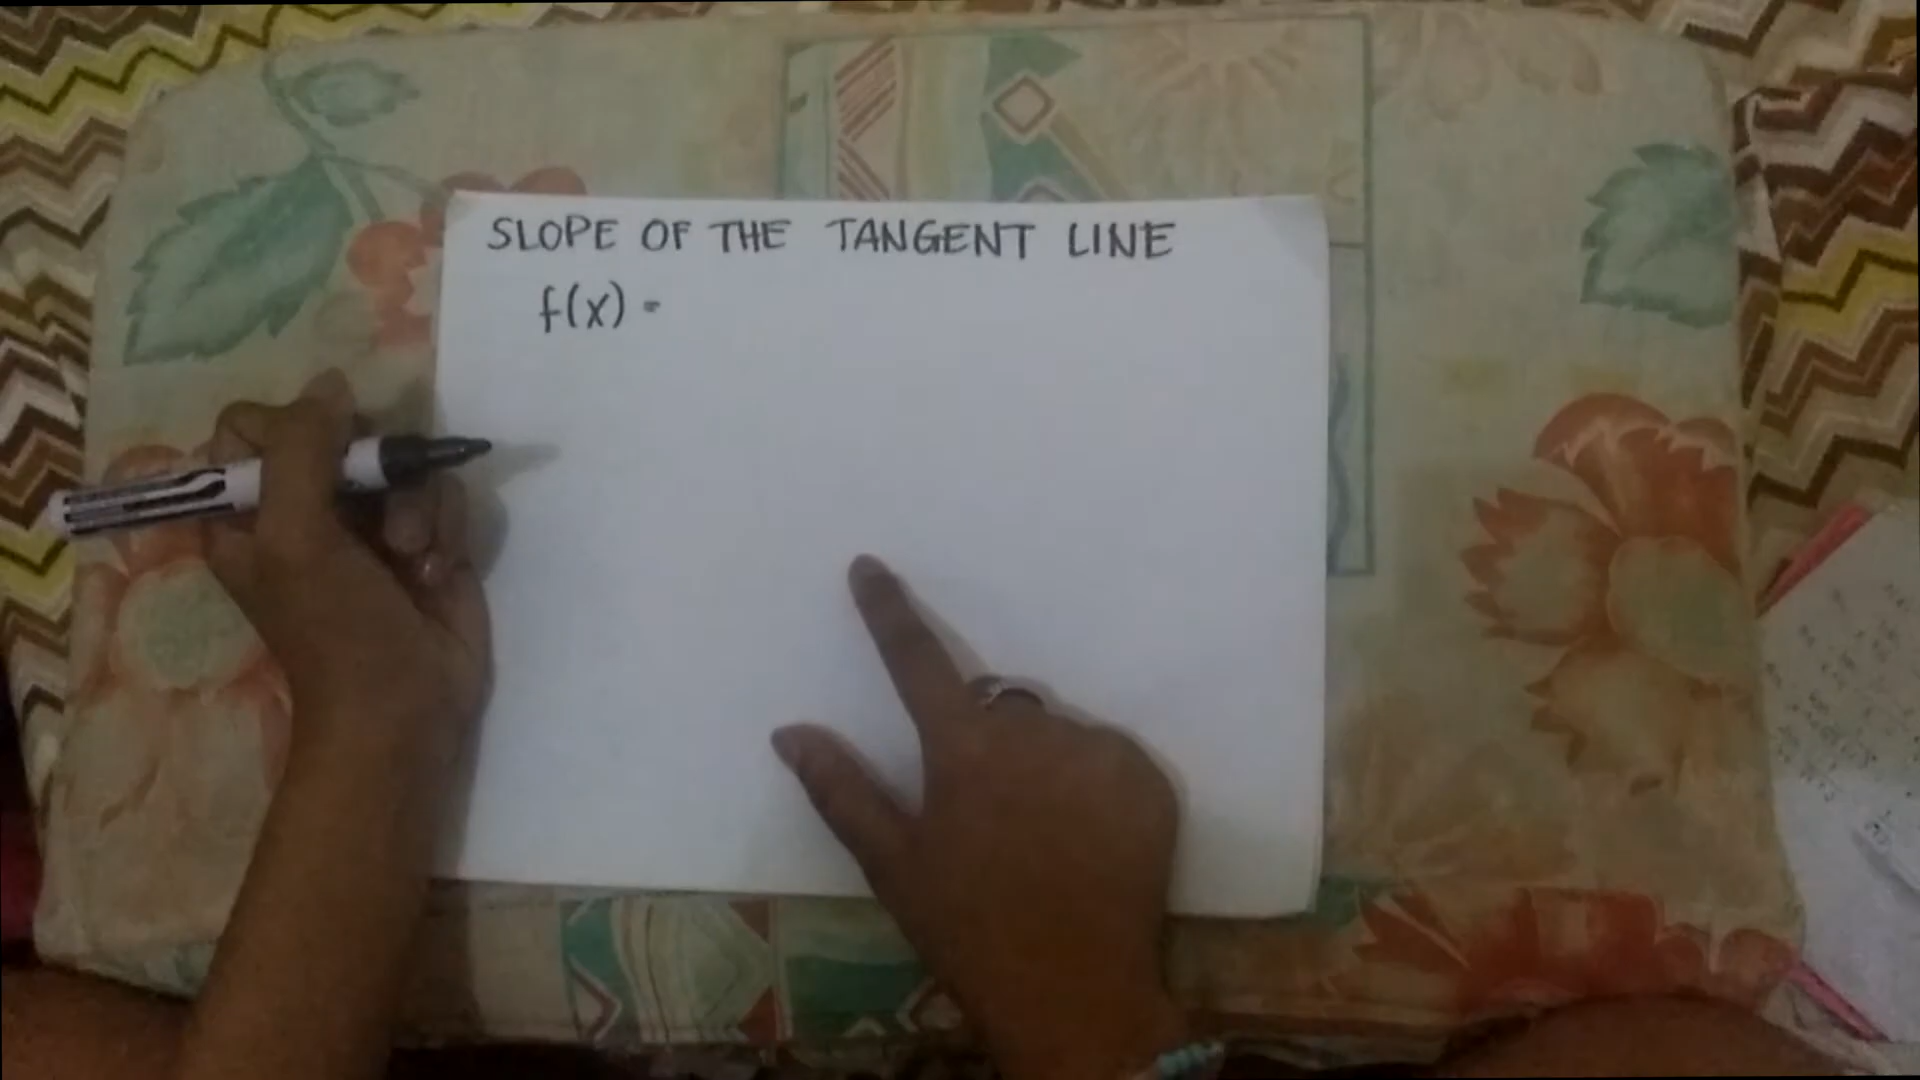 SLOPE OF THE TANGENT LINE
f(x) =